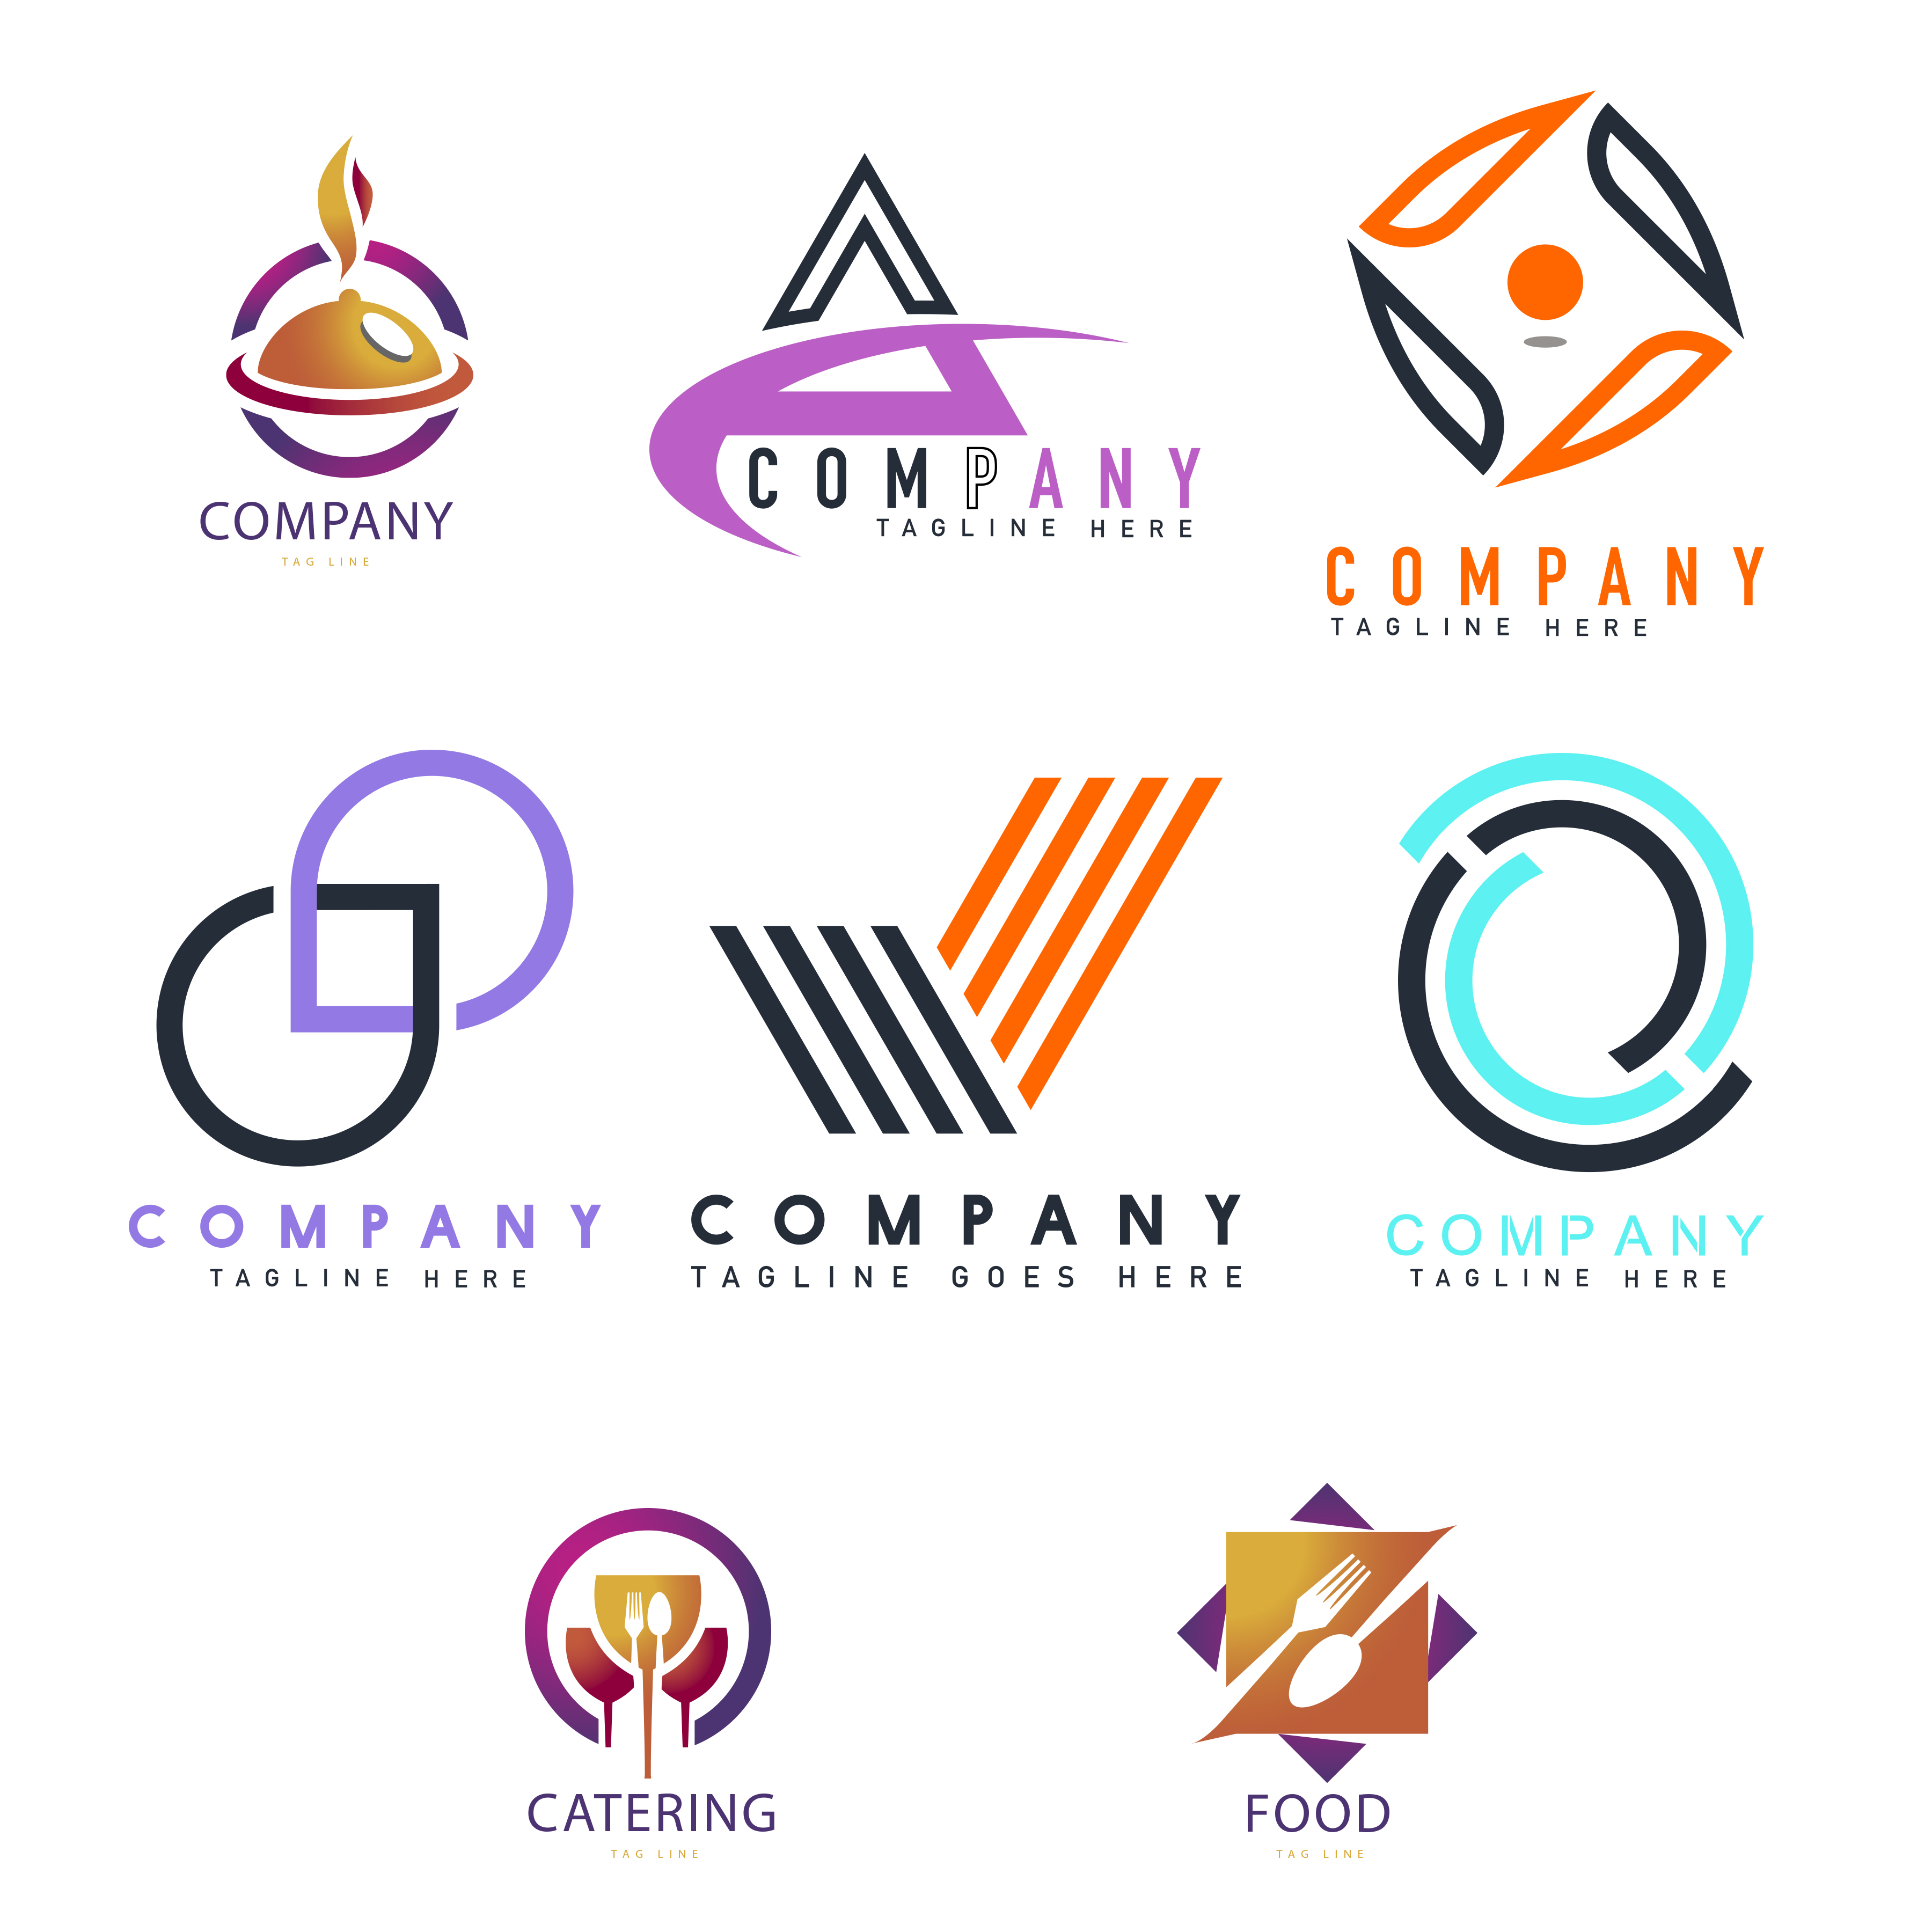 COMPANY
TAG LINE
COMPANY
TAGLINE HERE
COMPANY
TAGLINE HERE
COMPANY
TAGLINE HERE
COMPANY
TAGLINE GOES HERE
COMPANY
TAGLINE HERE
CATERING
TAG LINE
FOOD
TAG LINE